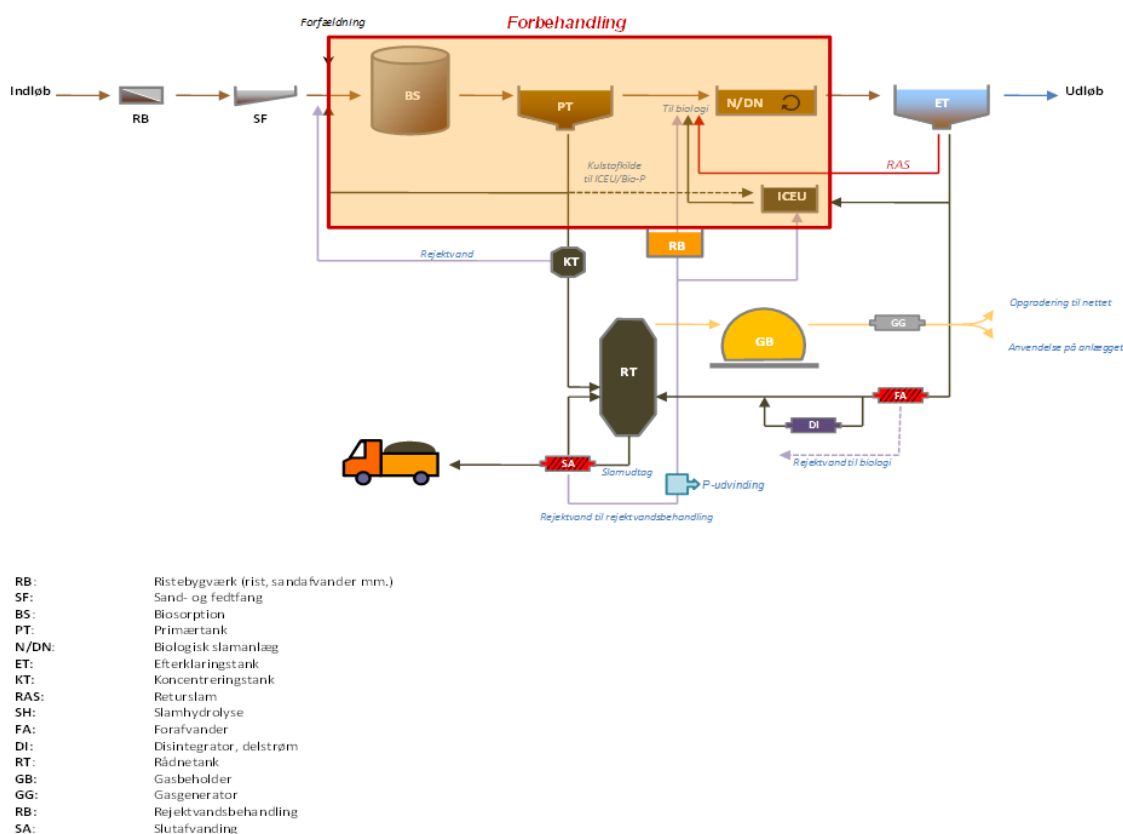 Forfældning
Forbehandling
Indløb
RB
SF
BS
PT
Til biologi
N/DN
ET
Udløb
RAS
Kulstofkilde
til ICEU/Bio-P
ICEU
RB
Rejektvand
KT
RT
GB
GG
Opgradering til nettet
Anvendelse på anlægget
FA
DI
Rejektvand til biologi
SA
Slamudtag
P-udvinding
Rejektvand til rejektvandsbehandling
RB: Ristebygværk (rist, sandafvander mm.)
SF: Sand- og fedtfang
BS: Biosorption
PT: Primærtank
N/DN: Biologisk slamanlæg
ET: Efterklaringstank
KT: Koncentreringstank
RAS: Returslam
SH: Slamhydrolyse
FA: Forafvander
DI: Disintegrator, delstrøm
RT: Rådnetank
GB: Gasbeholder
GG: Gasgenerator
RB: Rejektvandsbehandling
SA: Slutafvanding